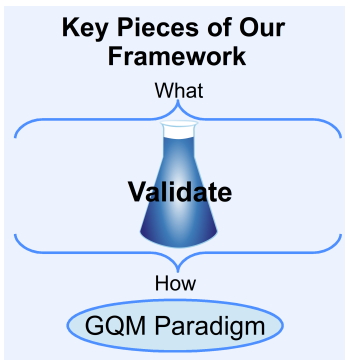 Key Pieces of Our
Framework
What
Validate
How
GQM Paradigm